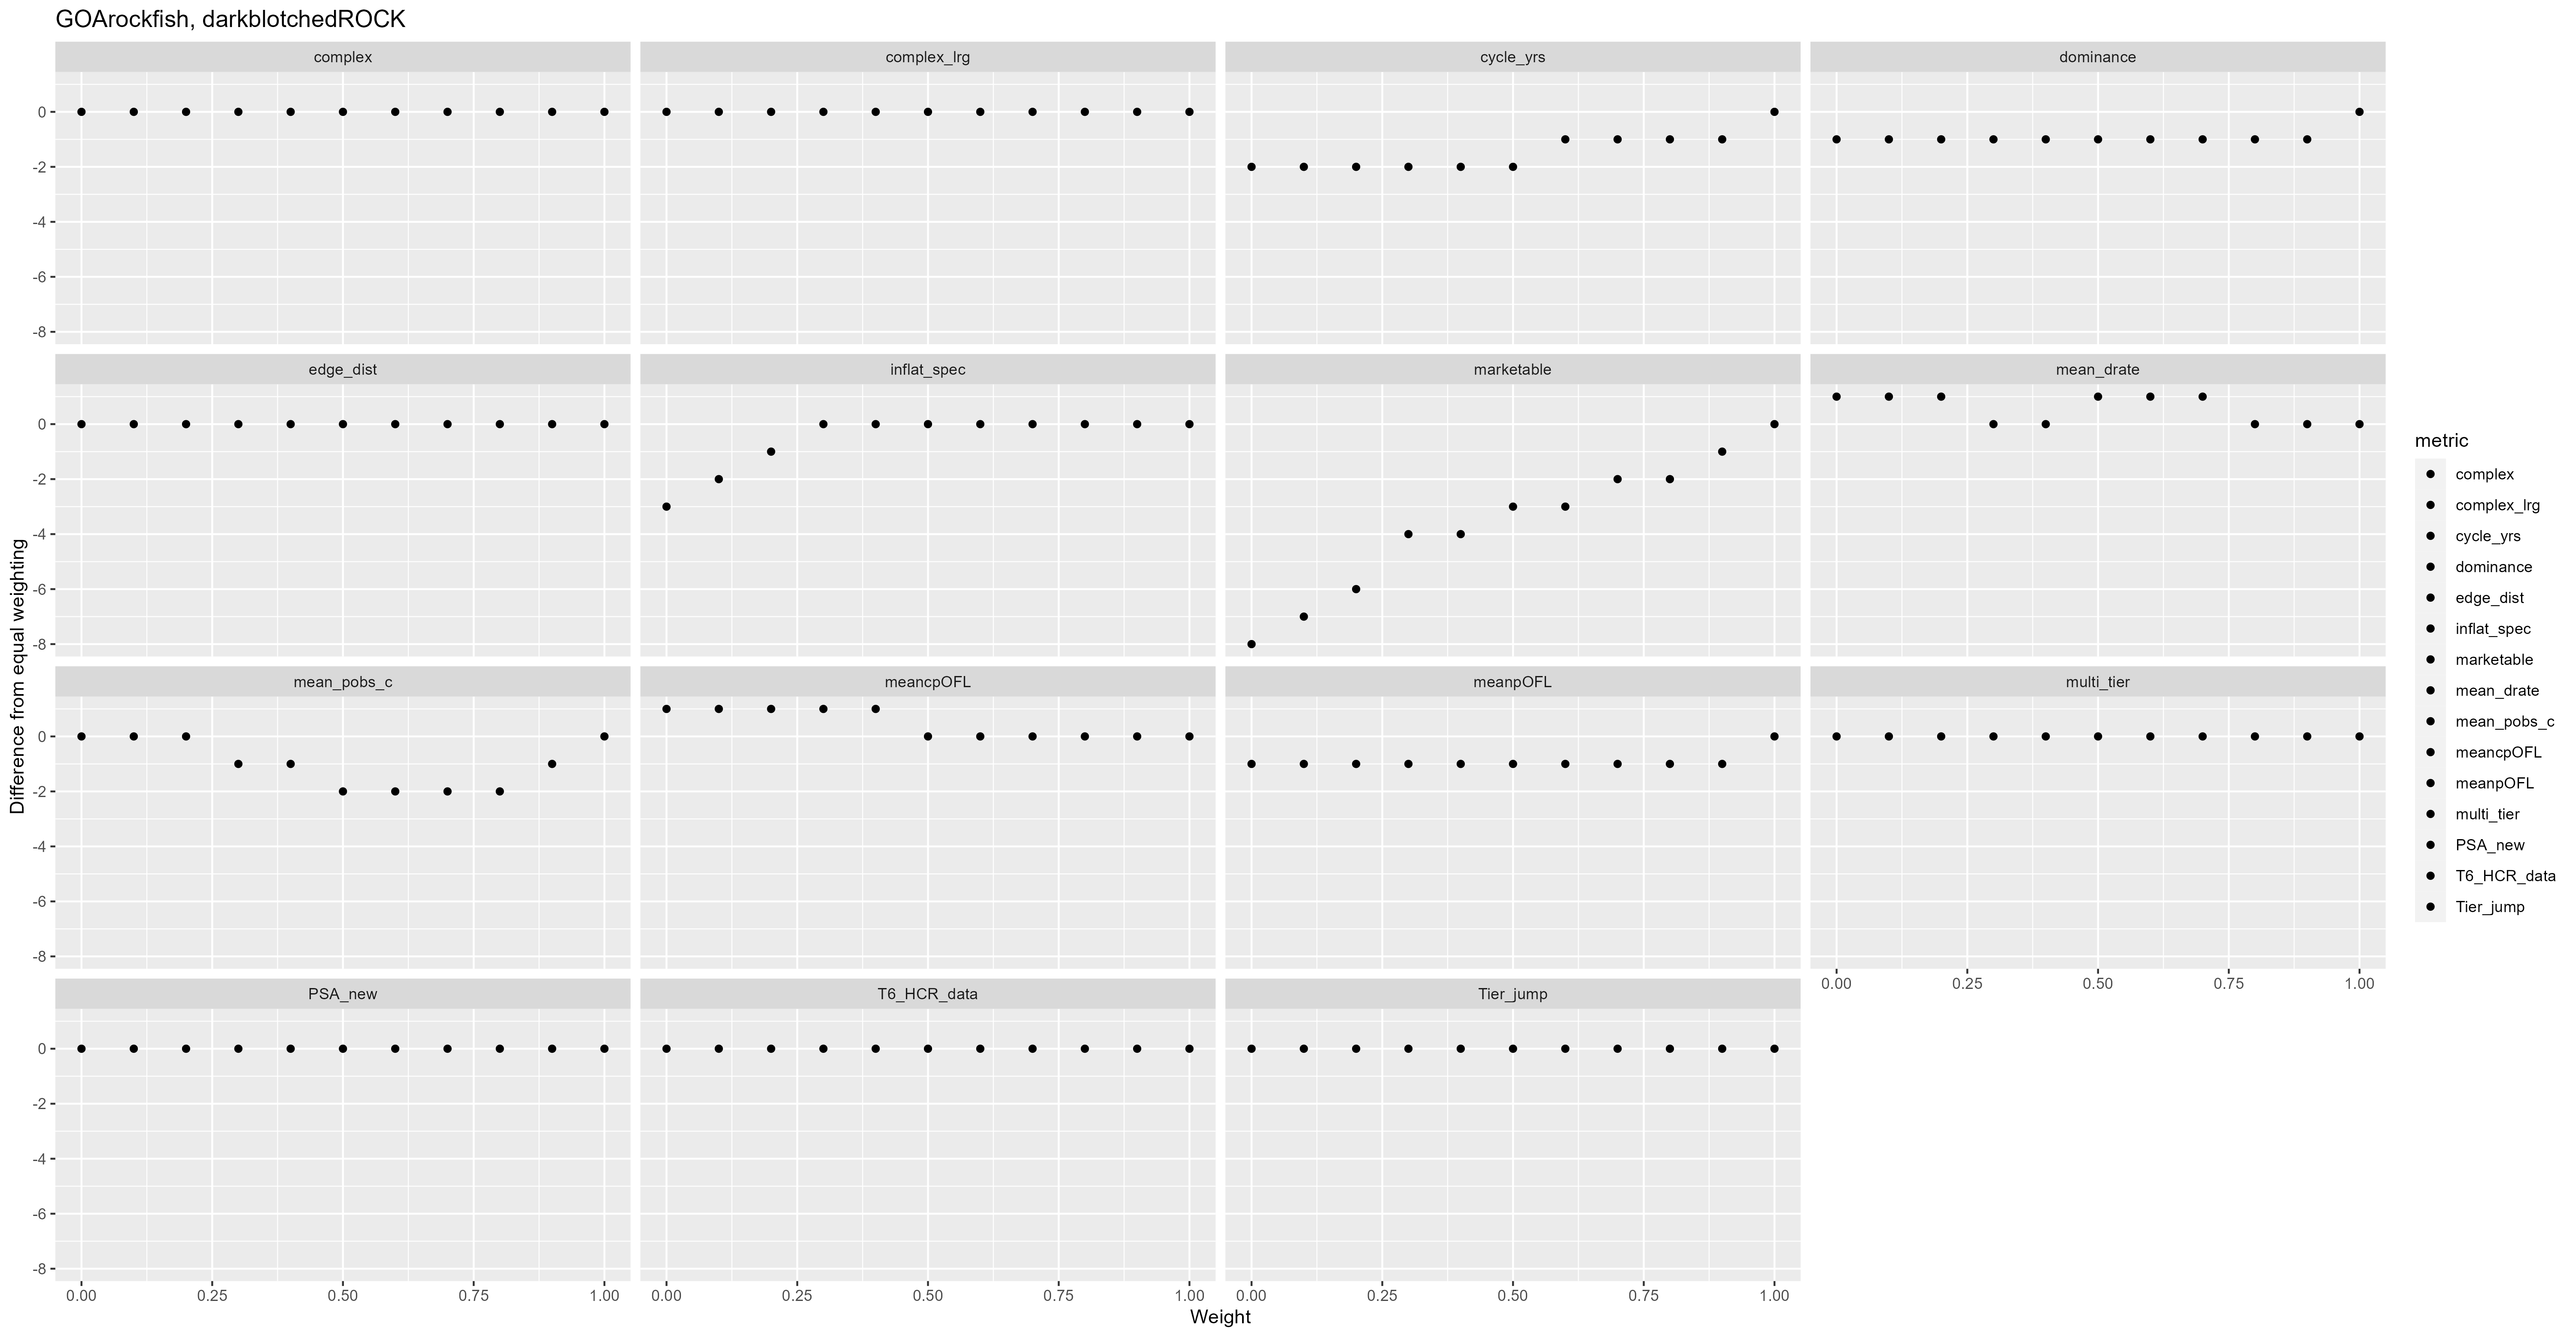 GOArockfish, darkblotchedROCK
complex complex_lrg cycle_yrs dominance
0
-2
-4
-6
-8
edge_dist inflat_spec marketable mean_drate
0
-2
-4
-6
-8
mean_pobs_c meancpOFL meanpOFL multi_tier
0
-2
-4
-6
-8
0.00 0.25 0.50 0.75 1.00
PSA_new T6_HCR_data Tier_jump
0
-2
-4
-6
-8
0.00 0.25 0.50 0.75 1.00 0.00 0.25 0.50 0.75 1.00 0.00 0.25 0.50 0.75 1.00
Weight
Difference from equal weighting
metric
complex
complex_lrg
cycle_yrs
dominance
edge_dist
inflat_spec
marketable
mean_drate
mean_pobs_c
meancpOFL
meanpOFL
multi_tier
PSA_new
T6_HCR_data
Tier_jump